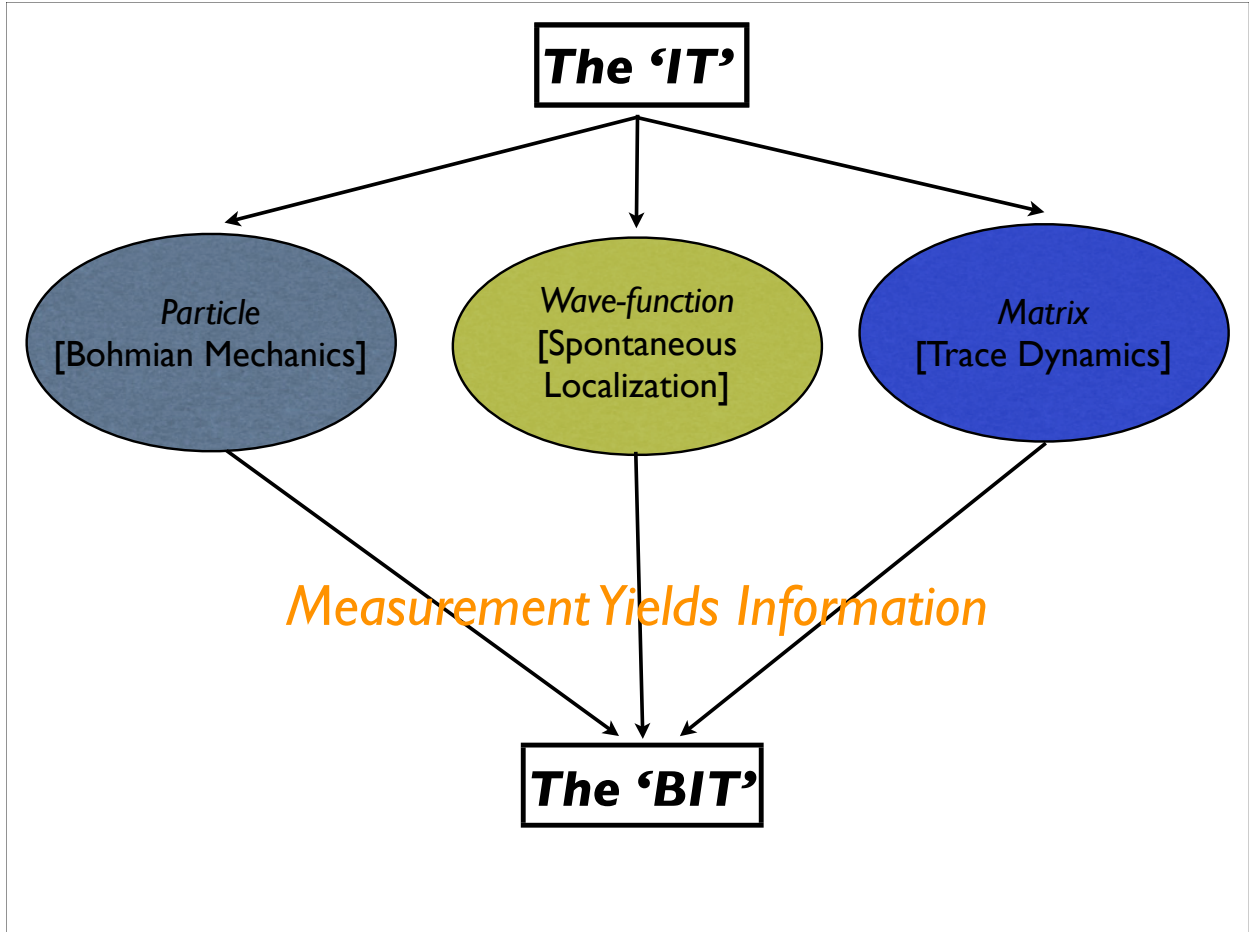 The ‘IT’
Particle
[Bohmian Mechanics]
Wave-function
[Spontaneous
Localization]
Matrix
[Trace Dynamics]
Measurement Yields Information
The ‘BIT’